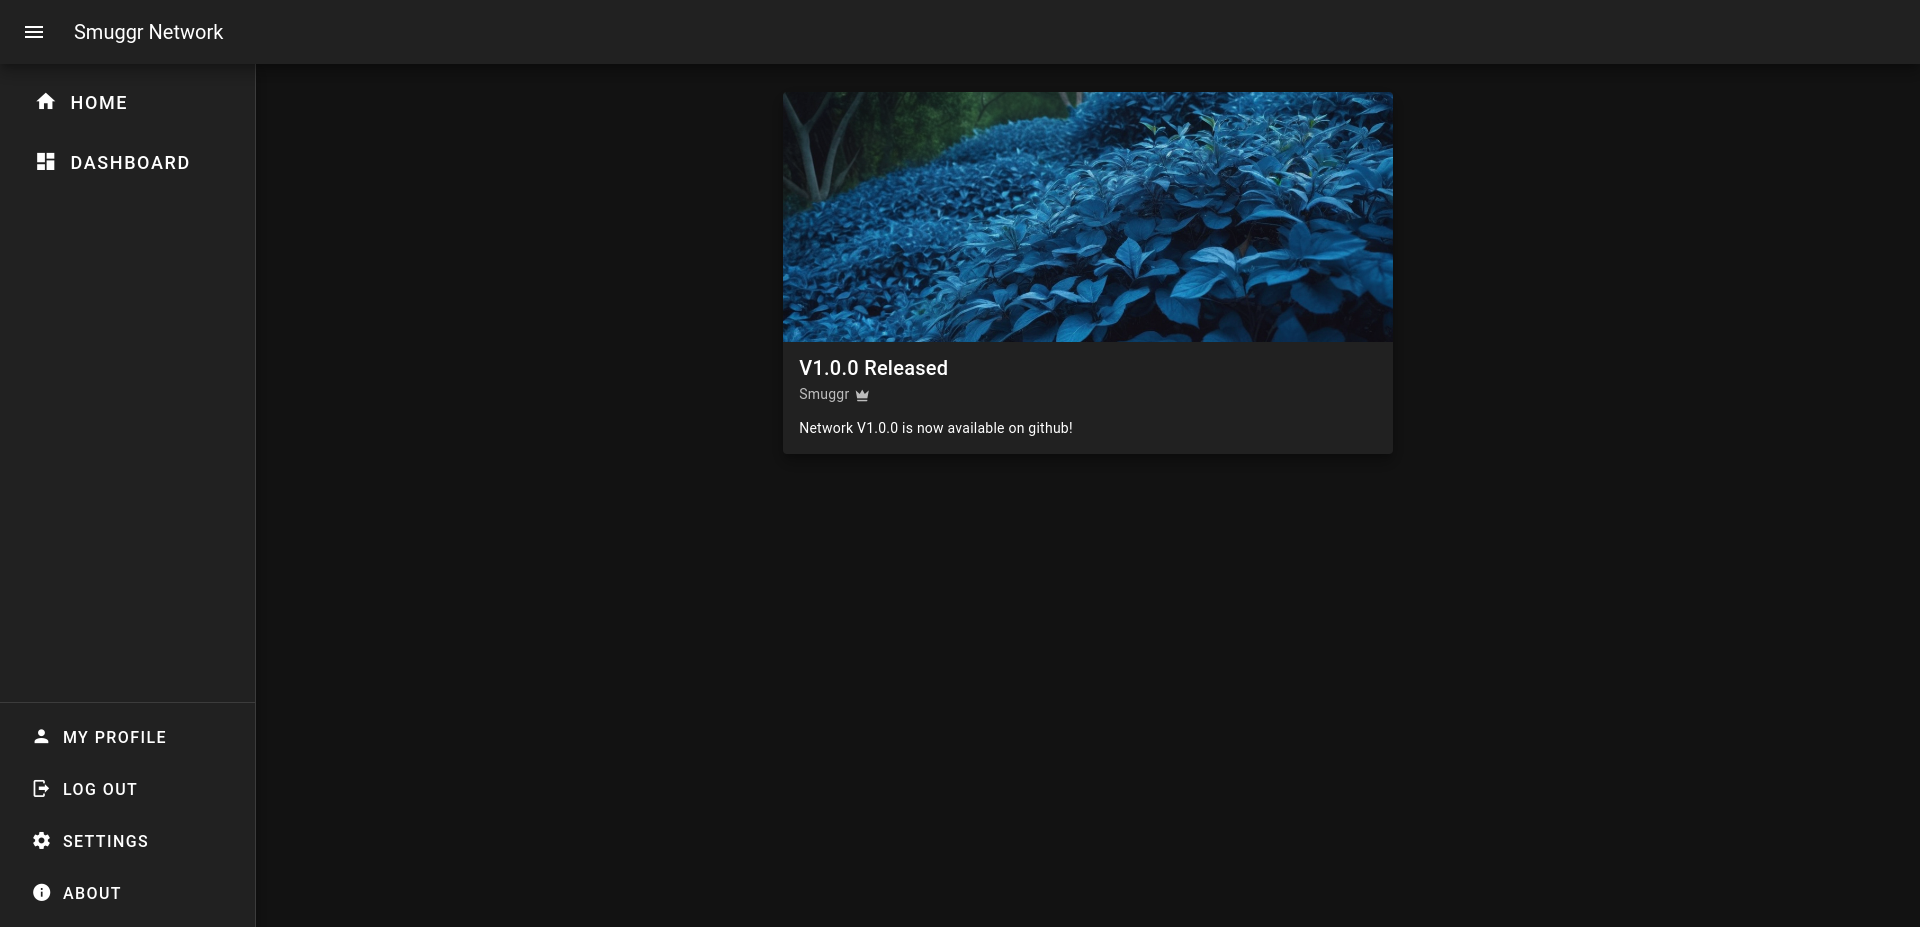 Smuggr Network
HOME
DASHBOARD
V1.0.0 Released
Smuggr
Network V1.0.0 is now available on github!
MY PROFILE
LOG OUT
SETTINGS
ABOUT